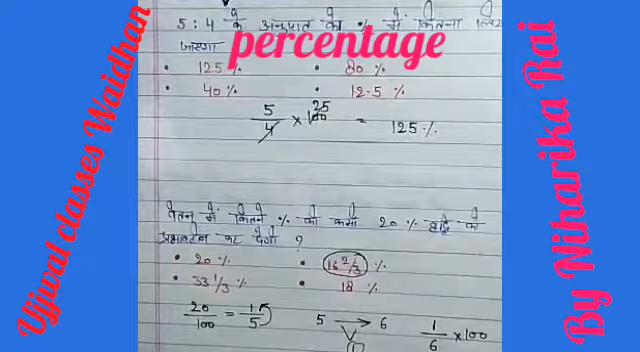 5 : 4 के अनुपात को % में कितना लिखा
जाएगा
percentage
• 125 %
• 80 %
• 40 %
• 12.5 %
5/4 × 100 25 = 125 %
वेतन में कितने % की कमी 20 % वृद्धि को
प्रभावहीन कर देगी ?
• 20 %
• 16 2/3 %
• 33 1/3 %
• 18 %
20/100 = 1/5
5 → 6
1
1/6 × 100
Ujjwal classes Waidhan
By Niharika Rai